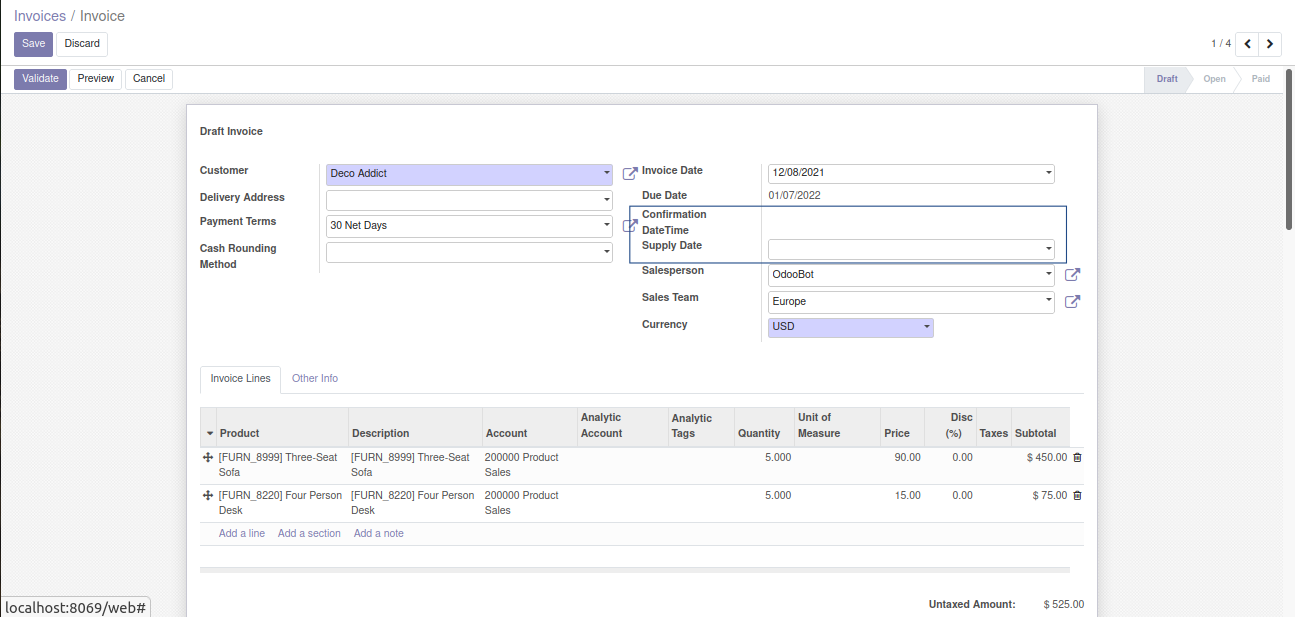 Invoices / Invoice
Save Discard
1 / 4
Validate Preview Cancel
Draft Open Paid
Draft Invoice
Customer Deco Addict
Delivery Address
Payment Terms 30 Net Days
Cash Rounding
Method
Invoice Date 12/08/2021
Due Date 01/07/2022
Confirmation
DateTime
Supply Date
Salesperson OdooBot
Sales Team Europe
Currency USD
Invoice Lines Other Info
Product Description Account Analytic Account Analytic Tags Quantity Unit of Measure Price Disc (%) Taxes Subtotal
[FURN_8999] Three-Seat Sofa [FURN_8999] Three-Seat Sofa 200000 Product Sales 5.000 90.00 0.00 $ 450.00
[FURN_8220] Four Person Desk [FURN_8220] Four Person Desk 200000 Product Sales 5.000 15.00 0.00 $ 75.00
Add a line Add a section Add a note
Untaxed Amount: $ 525.00
localhost:8069/web#